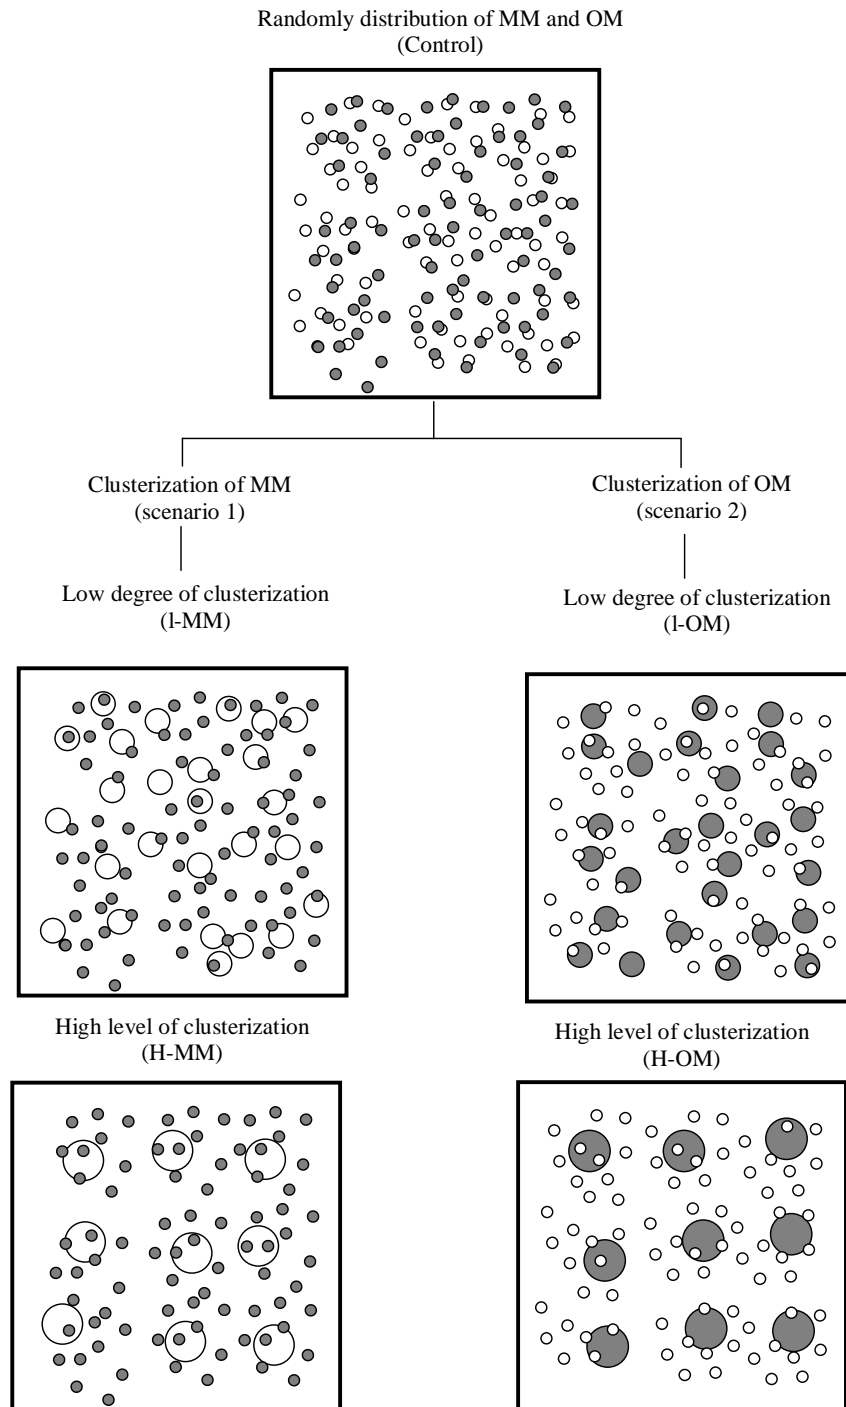 Randomly distribution of MM and OM
(Control)
Clusterization of MM
(scenario 1)
Clusterization of OM
(scenario 2)
Low degree of clusterization
(l-MM)
Low degree of clusterization
(l-OM)
High level of clusterization
(H-MM)
High level of clusterization
(H-OM)